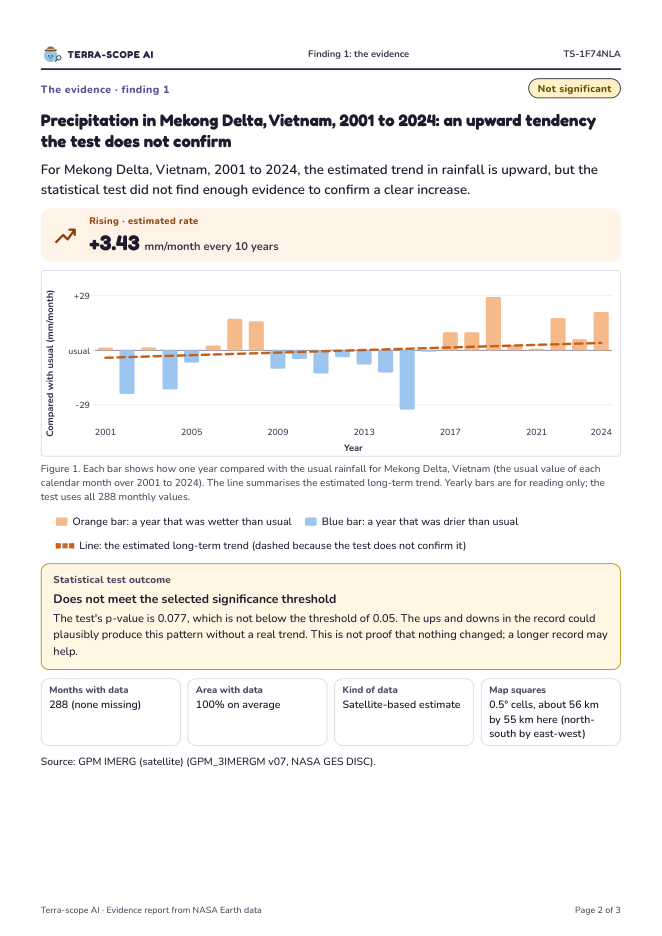 TERRA-SCOPE AI
Finding 1: the evidence
TS-1F74NLA
The evidence · finding 1
Not significant
Precipitation in Mekong Delta, Vietnam, 2001 to 2024: an upward tendency
the test does not confirm
For Mekong Delta, Vietnam, 2001 to 2024, the estimated trend in rainfall is upward, but the
statistical test did not find enough evidence to confirm a clear increase.
Rising · estimated rate
+3.43 mm/month every 10 years
Compared with usual (mm/month)
+29
usual
-29
2001
2005
2009
2013
2017
2021
2024
Year
Figure 1. Each bar shows how one year compared with the usual rainfall for Mekong Delta, Vietnam (the usual value of each
calendar month over 2001 to 2024). The line summarises the estimated long-term trend. Yearly bars are for reading only; the
test uses all 288 monthly values.
Orange bar: a year that was wetter than usual
Blue bar: a year that was drier than usual
Line: the estimated long-term trend (dashed because the test does not confirm it)
Statistical test outcome
Does not meet the selected significance threshold
The test's p-value is 0.077, which is not below the threshold of 0.05. The ups and downs in the record could
plausibly produce this pattern without a real trend. This is not proof that nothing changed; a longer record may
help.
Months with data
288 (none missing)
Area with data
100% on average
Kind of data
Satellite-based estimate
Map squares
0.5° cells, about 56 km
by 55 km here (north-
south by east-west)
Source: GPM IMERG (satellite) (GPM_3IMERGM v07, NASA GES DISC).
Terra-scope AI · Evidence report from NASA Earth data
Page 2 of 3